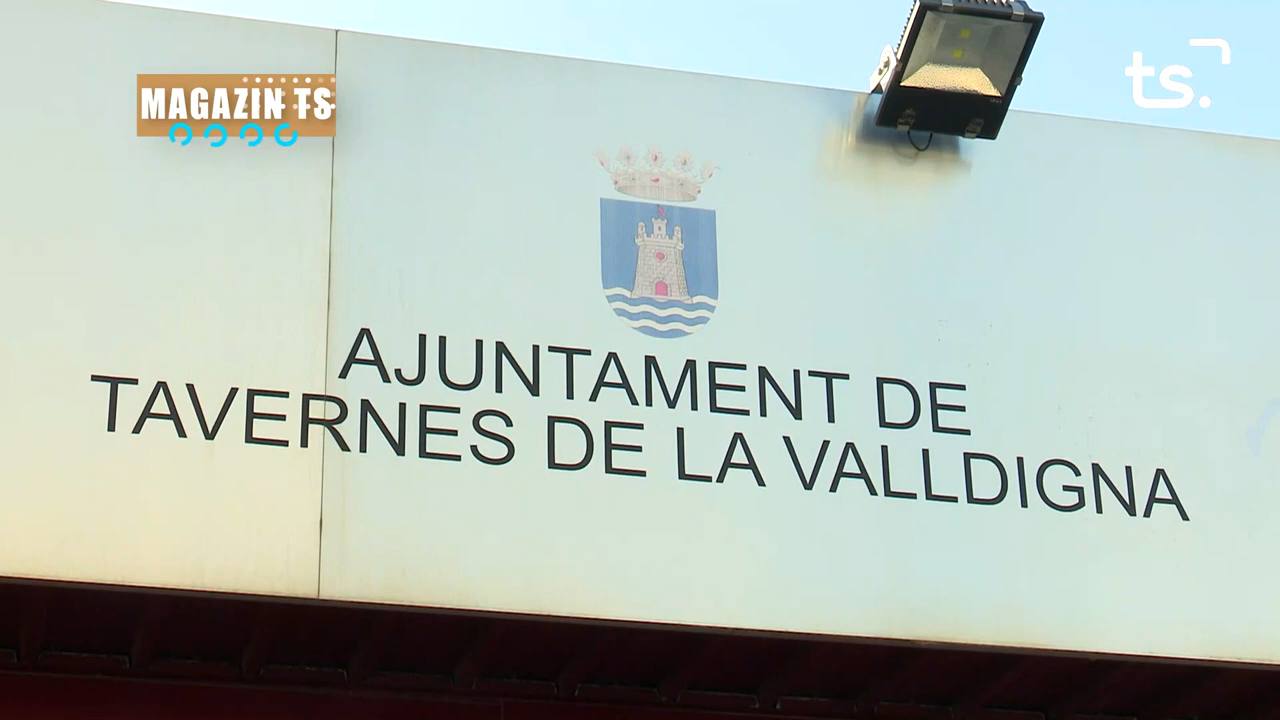 MAGAZIN TS
ts.
AJUNTAMENT DE
TAVERNES DE LA VALLDIGNA